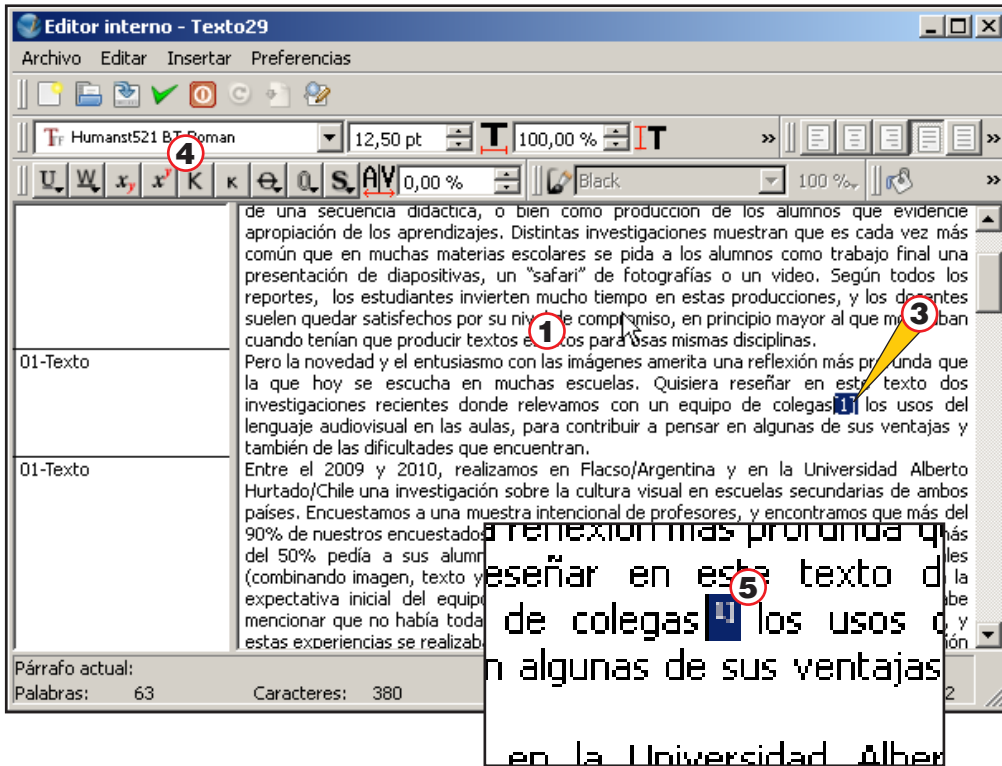 Editor interno - Texto29
Archivo Editar Insertar Preferencias
Humanst521 BT Roman 12,50 pt 100,00 % »  »
4
0,00 % Black 100 % »
de una secuencia didáctica, o bien como producción de los alumnos que evidencie
apropiación de los aprendizajes. Distintas investigaciones muestran que es cada vez más
común que en muchas materias escolares se pida a los alumnos como trabajo final una
presentación de diapositivas, un "safari" de fotografías o un video. Según todos los
reportes, los estudiantes invierten mucho tiempo en estas producciones, y los
suelen quedar satisfechos por su de en principio mayor al que
3
1
cuando tenían que producir textos para esas mismas disciplinas.
01-Texto
Pero la novedad y el entusiasmo con las imágenes amerita una reflexión más profunda que
la que hoy se escucha en muchas escuelas. Quisiera reseñar en este texto dos
investigaciones recientes donde relevamos con un equipo de colegas[1] los usos del
lenguaje audiovisual en las aulas, para contribuir a pensar en algunas de sus ventajas y
también de las dificultades que encuentran.
01-Texto
Entre el 2009 y 2010, realizamos en Flacso/Argentina y en la Universidad Alberto
Hurtado/Chile una investigación sobre la cultura visual en escuelas secundarias de ambos
países. Encuestamos a una muestra intencional de profesores, y encontramos que más del
90% de nuestros
del 50% pedía a sus
(combinando imagen, texto y la
expectativa inicial del
mencionar que no había y
estas experiencias se
reflexión más profunda
reseñar en este texto
5
de colegas[1] los usos
algunas de sus ventajas
en la Universidad
Párrafo actual:
Palabras: 63 Caracteres: 380 2